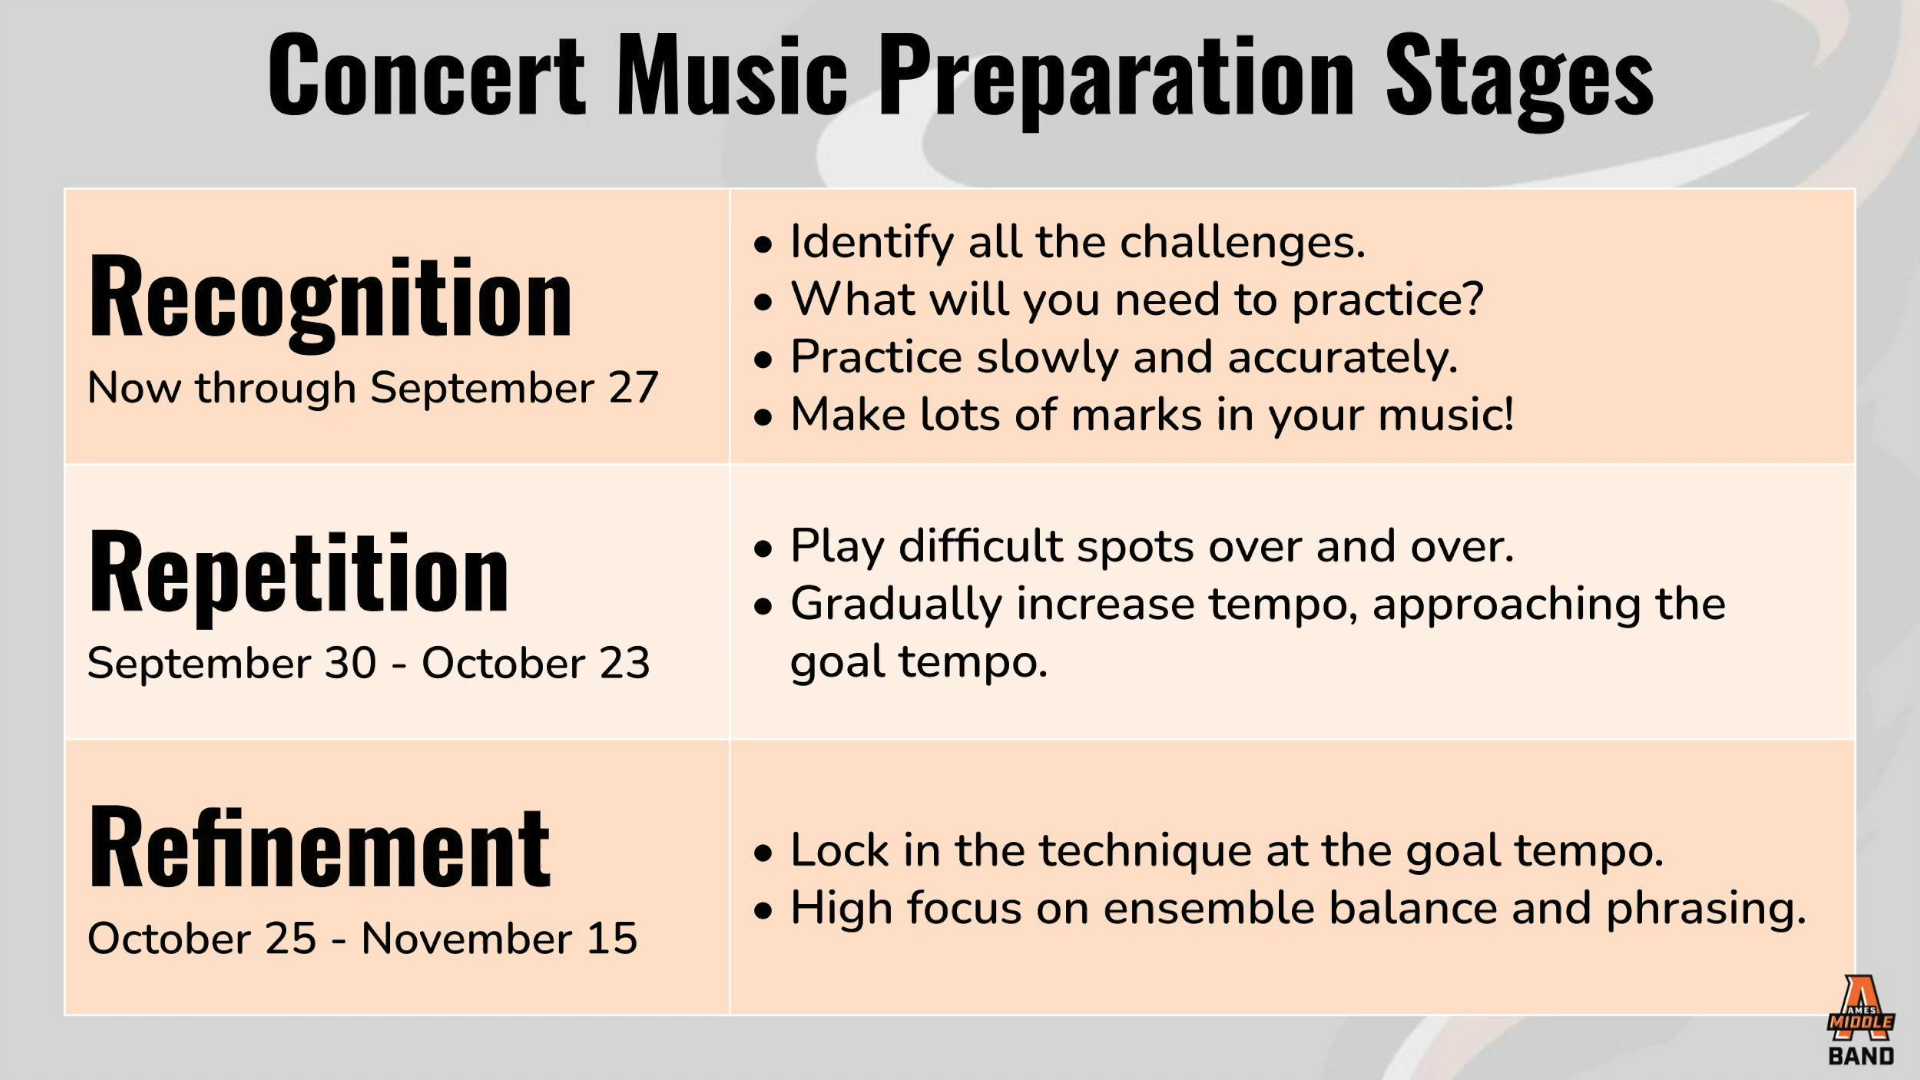 Concert Music Preparation Stages
Recognition
Now through September 27
• Identify all the challenges.
• What will you need to practice?
• Practice slowly and accurately.
• Make lots of marks in your music!
Repetition
September 30 - October 23
• Play difficult spots over and over.
• Gradually increase tempo, approaching the
goal tempo.
Refinement
October 25 - November 15
• Lock in the technique at the goal tempo.
• High focus on ensemble balance and phrasing.
A
AMES
MIDDLE
BAND